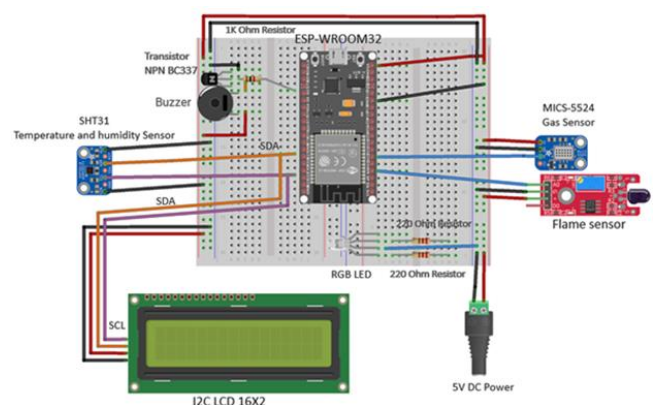 1K Ohm Resistor
ESP-WROOM32
Transistor
NPN BC337
Buzzer
SHT31
Temperature and humidity Sensor
SDA
SDA
MICS-5524
Gas Sensor
Flame sensor
220 Ohm Resistor
RGB LED
220 Ohm Resistor
SCL
5V DC Power
I2C LCD 16X2